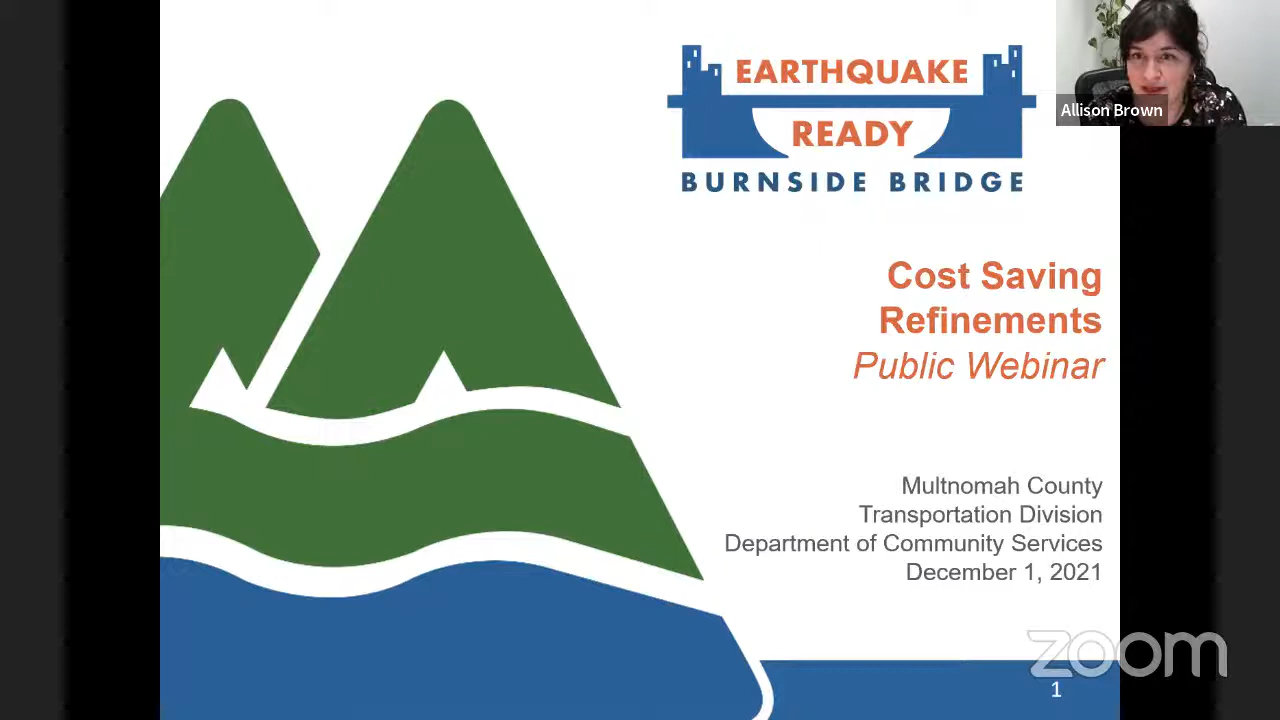 EARTHQUAKE
READY
BURNSIDE BRIDGE
Allison Brown
Cost Saving
Refinements
Public Webinar
Multnomah County
Transportation Division
Department of Community Services
December 1, 2021
zoom
1